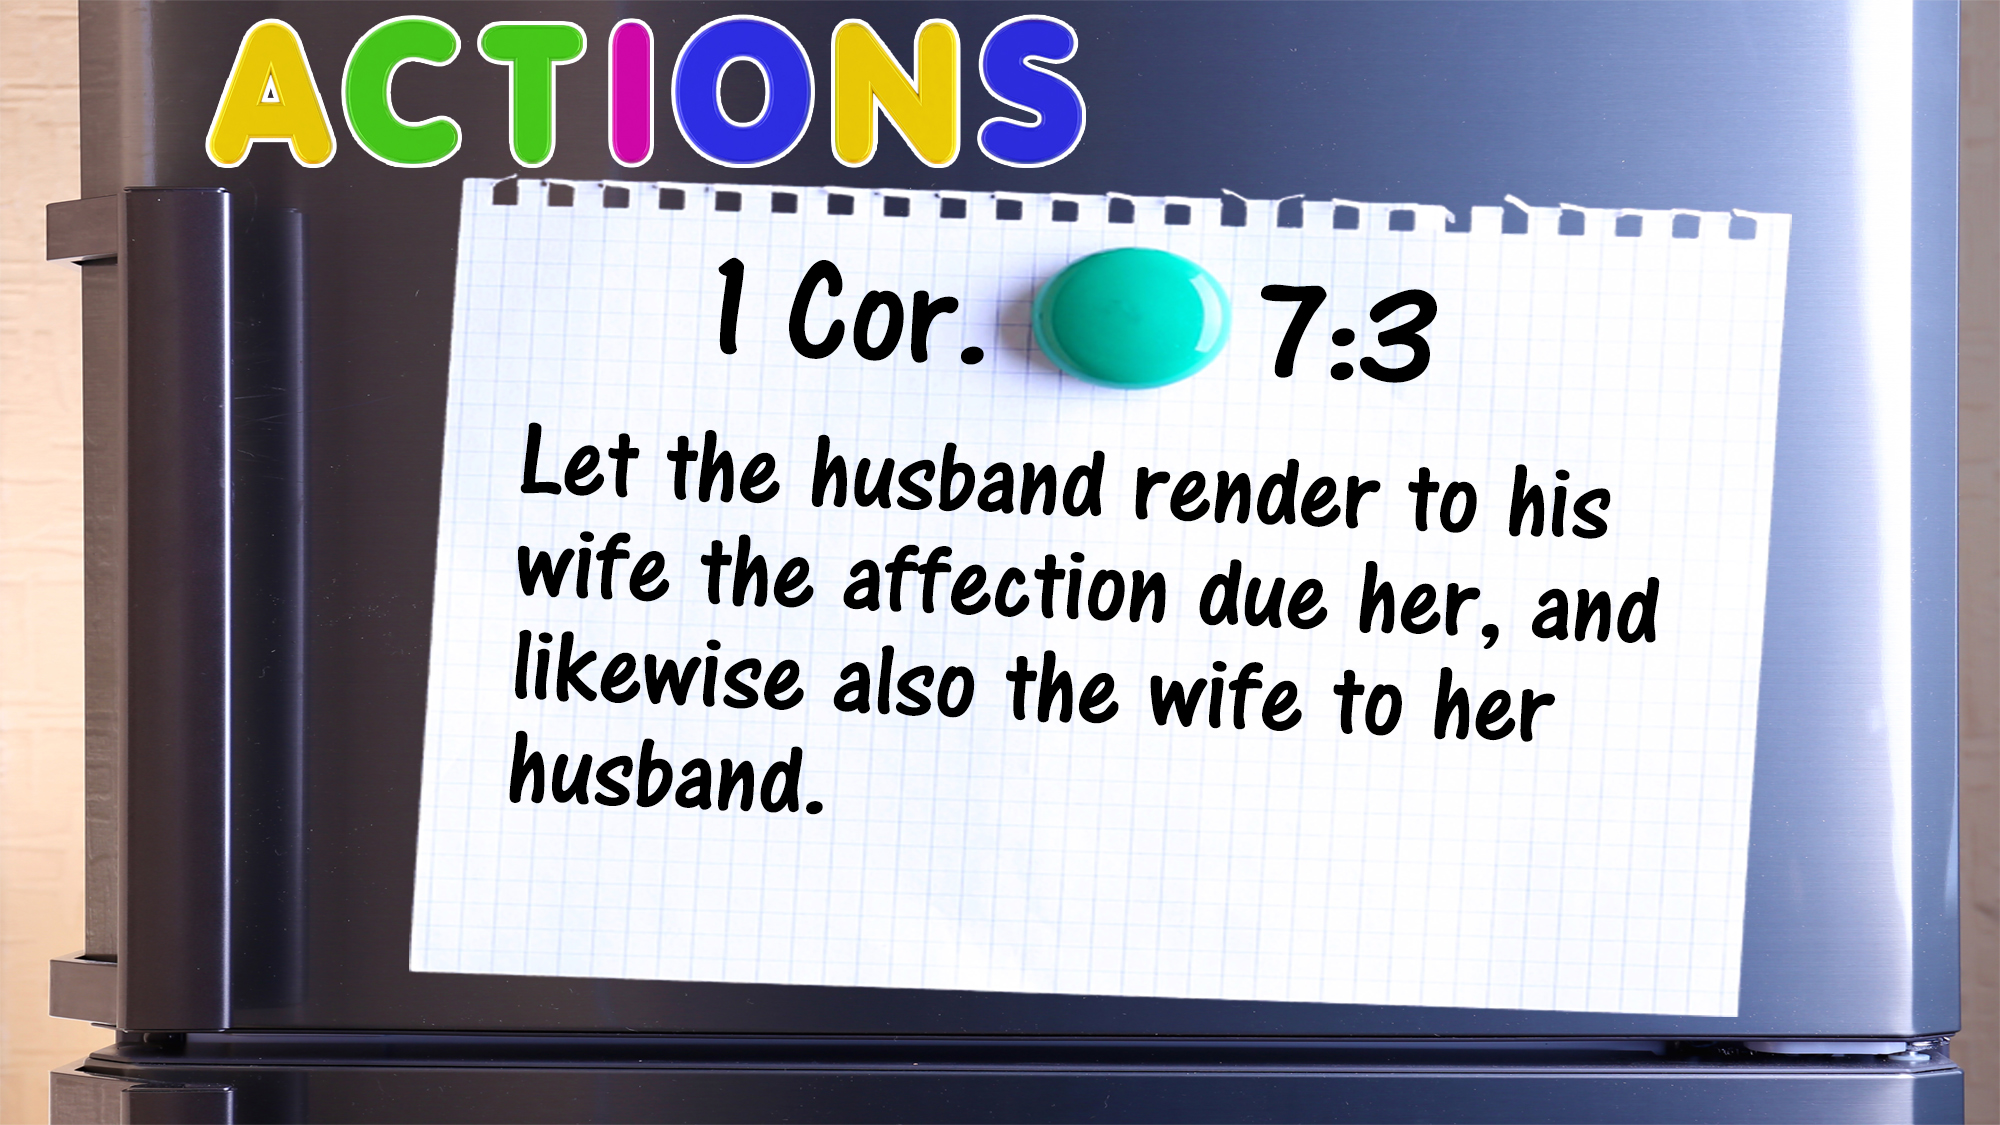 ACTIONS
1 Cor. 7:3
Let the husband render to his
wife the affection due her, and
likewise also the wife to her
husband.